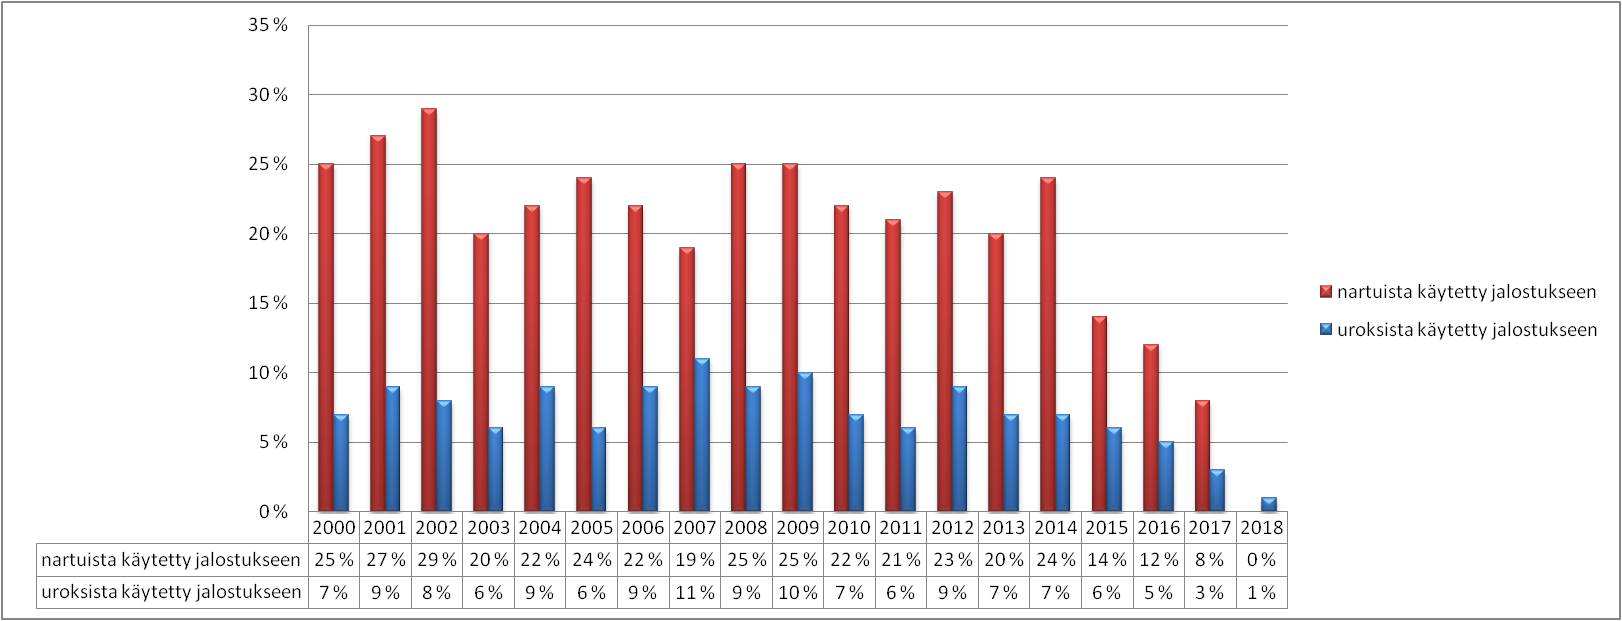 35 %
30 %
25 %
20 %
15 %
10 %
5 %
0 %
nartuista käytetty jalostukseen
uroksista käytetty jalostukseen
2000 2001 2002 2003 2004 2005 2006 2007 2008 2009 2010 2011 2012 2013 2014 2015 2016 2017 2018
nartuista käytetty jalostukseen 25 % 27 % 29 % 20 % 22 % 24 % 22 % 19 % 25 % 25 % 22 % 21 % 23 % 20 % 24 % 14 % 12 % 8 % 0 %
uroksista käytetty jalostukseen 7 % 9 % 8 % 6 % 9 % 6 % 9 % 11 % 9 % 10 % 7 % 6 % 9 % 7 % 7 % 6 % 5 % 3 % 1 %